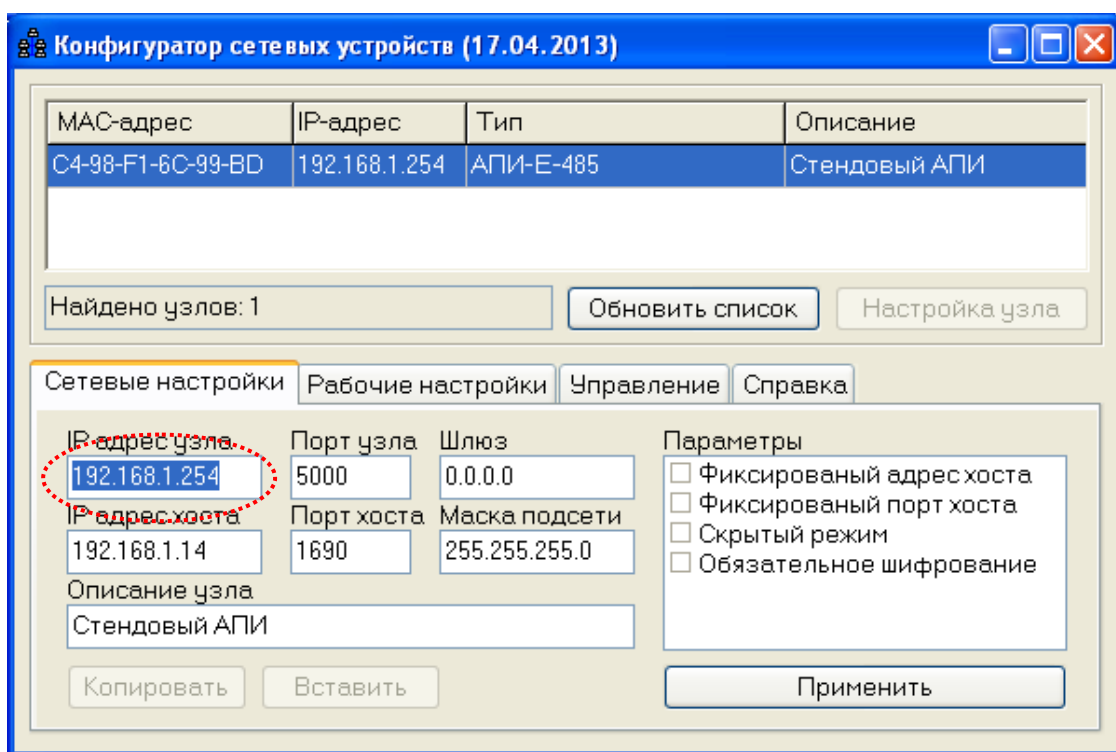 Конфигуратор сетевых устройств (17.04.2013)
MAC-адрес IP-адрес Тип Описание
C4-98-F1-6C-99-BD 192.168.1.254 АПИ-Е-485 Стендовый АПИ
Найдено узлов: 1 Обновить список Настройка узла
Сетевые настройки Рабочие настройки Управление Справка
IP адрес узла Порт узла Шлюз Параметры
192.168.1.254 5000 0.0.0.0 Фиксированый адрес хоста
Фиксированый порт хоста
IP адрес хоста Порт хоста Маска подсети Скрытый режим
192.168.1.14 1690 255.255.255.0 Обязательное шифрование
Описание узла
Стендовый АПИ
Копировать Вставить Применить